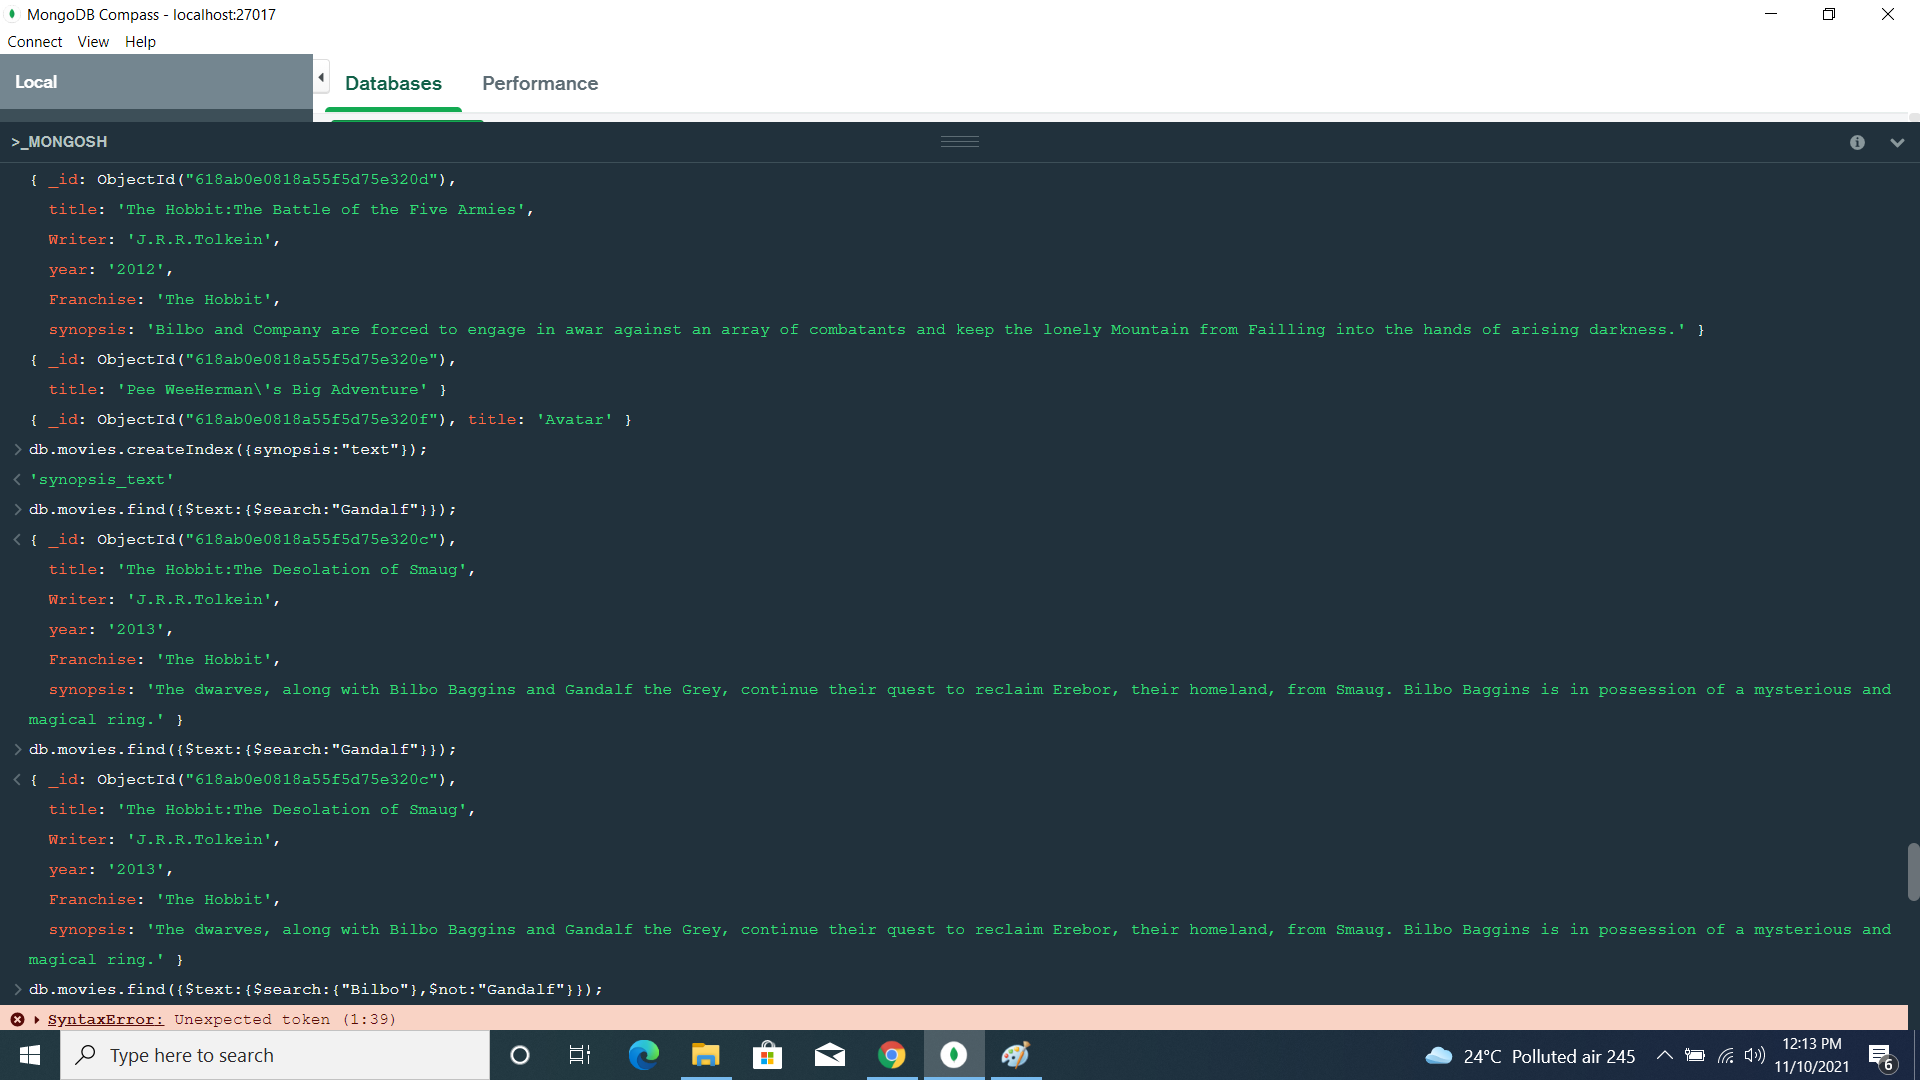 MongoDB Compass - localhost:27017
Connect View Help
Local
Databases Performance
>_MONGOSH
{ _id: ObjectId("618ab0e0818a55f5d75e320d"),
title: 'The Hobbit:The Battle of the Five Armies',
Writer: 'J.R.R.Tolkein',
year: '2012',
Franchise: 'The Hobbit',
synopsis: 'Bilbo and Company are forced to engage in awar against an array of combatants and keep the lonely Mountain from Failling into the hands of arising darkness.' }
{ _id: ObjectId("618ab0e0818a55f5d75e320e"),
title: 'Pee WeeHerman\'s Big Adventure' }
{ _id: ObjectId("618ab0e0818a55f5d75e320f"), title: 'Avatar' }
> db.movies.createIndex({synopsis:"text"});
< 'synopsis_text'
> db.movies.find({$text:{$search:"Gandalf"}});
< { _id: ObjectId("618ab0e0818a55f5d75e320c"),
title: 'The Hobbit:The Desolation of Smaug',
Writer: 'J.R.R.Tolkein',
year: '2013',
Franchise: 'The Hobbit',
synopsis: 'The dwarves, along with Bilbo Baggins and Gandalf the Grey, continue their quest to reclaim Erebor, their homeland, from Smaug. Bilbo Baggins is in possession of a mysterious and
magical ring.' }
> db.movies.find({$text:{$search:"Gandalf"}});
< { _id: ObjectId("618ab0e0818a55f5d75e320c"),
title: 'The Hobbit:The Desolation of Smaug',
Writer: 'J.R.R.Tolkein',
year: '2013',
Franchise: 'The Hobbit',
synopsis: 'The dwarves, along with Bilbo Baggins and Gandalf the Grey, continue their quest to reclaim Erebor, their homeland, from Smaug. Bilbo Baggins is in possession of a mysterious and
magical ring.' }
> db.movies.find({$text:{$search:{"Bilbo"},$not:"Gandalf"}});
SyntaxError: Unexpected token (1:39)
Type here to search
24°C Polluted air 245
12:13 PM
11/10/2021
6